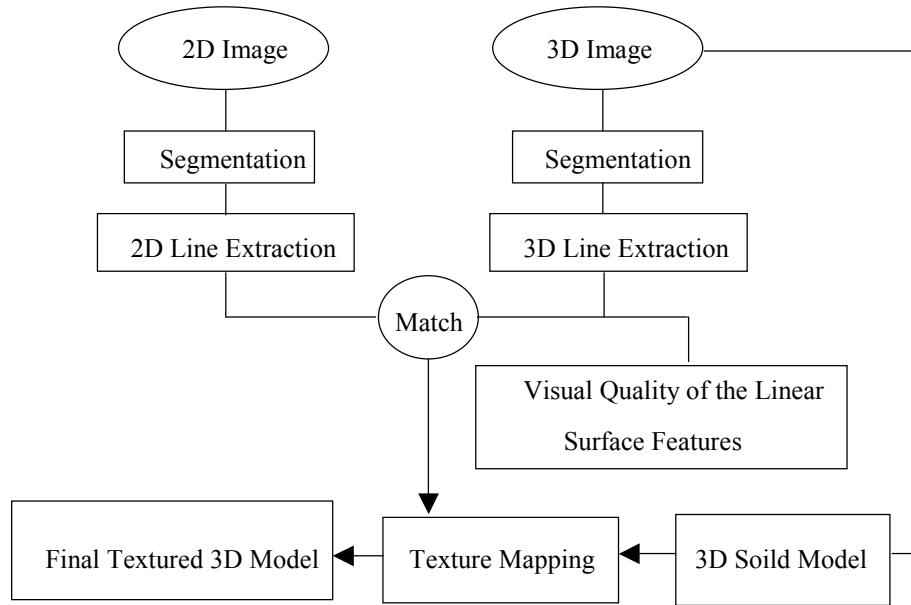 2D Image
3D Image
Segmentation
Segmentation
2D Line Extraction
3D Line Extraction
Match
Visual Quality of the Linear
Surface Features
Final Textured 3D Model
Texture Mapping
3D Soild Model